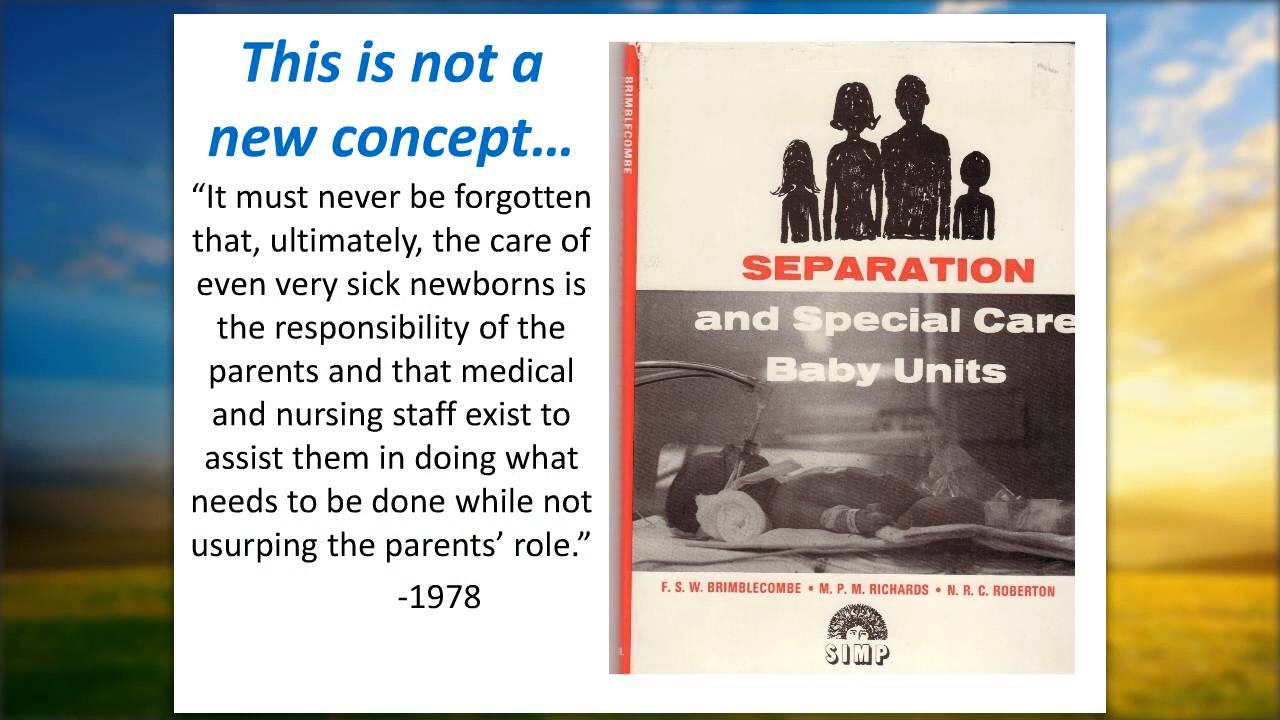 This is not a
new concept…
“It must never be forgotten
that, ultimately, the care of
even very sick newborns is
the responsibility of the
parents and that medical
and nursing staff exist to
assist them in doing what
needs to be done while not
usurping the parents’ role.”
-1978
BRIMBLECOMBE
SEPARATION
and Special Care
Baby Units
F. S. W. BRIMBLECOMBE • M. P. M. RICHARDS • N. R. C. ROBERTON
SIMP